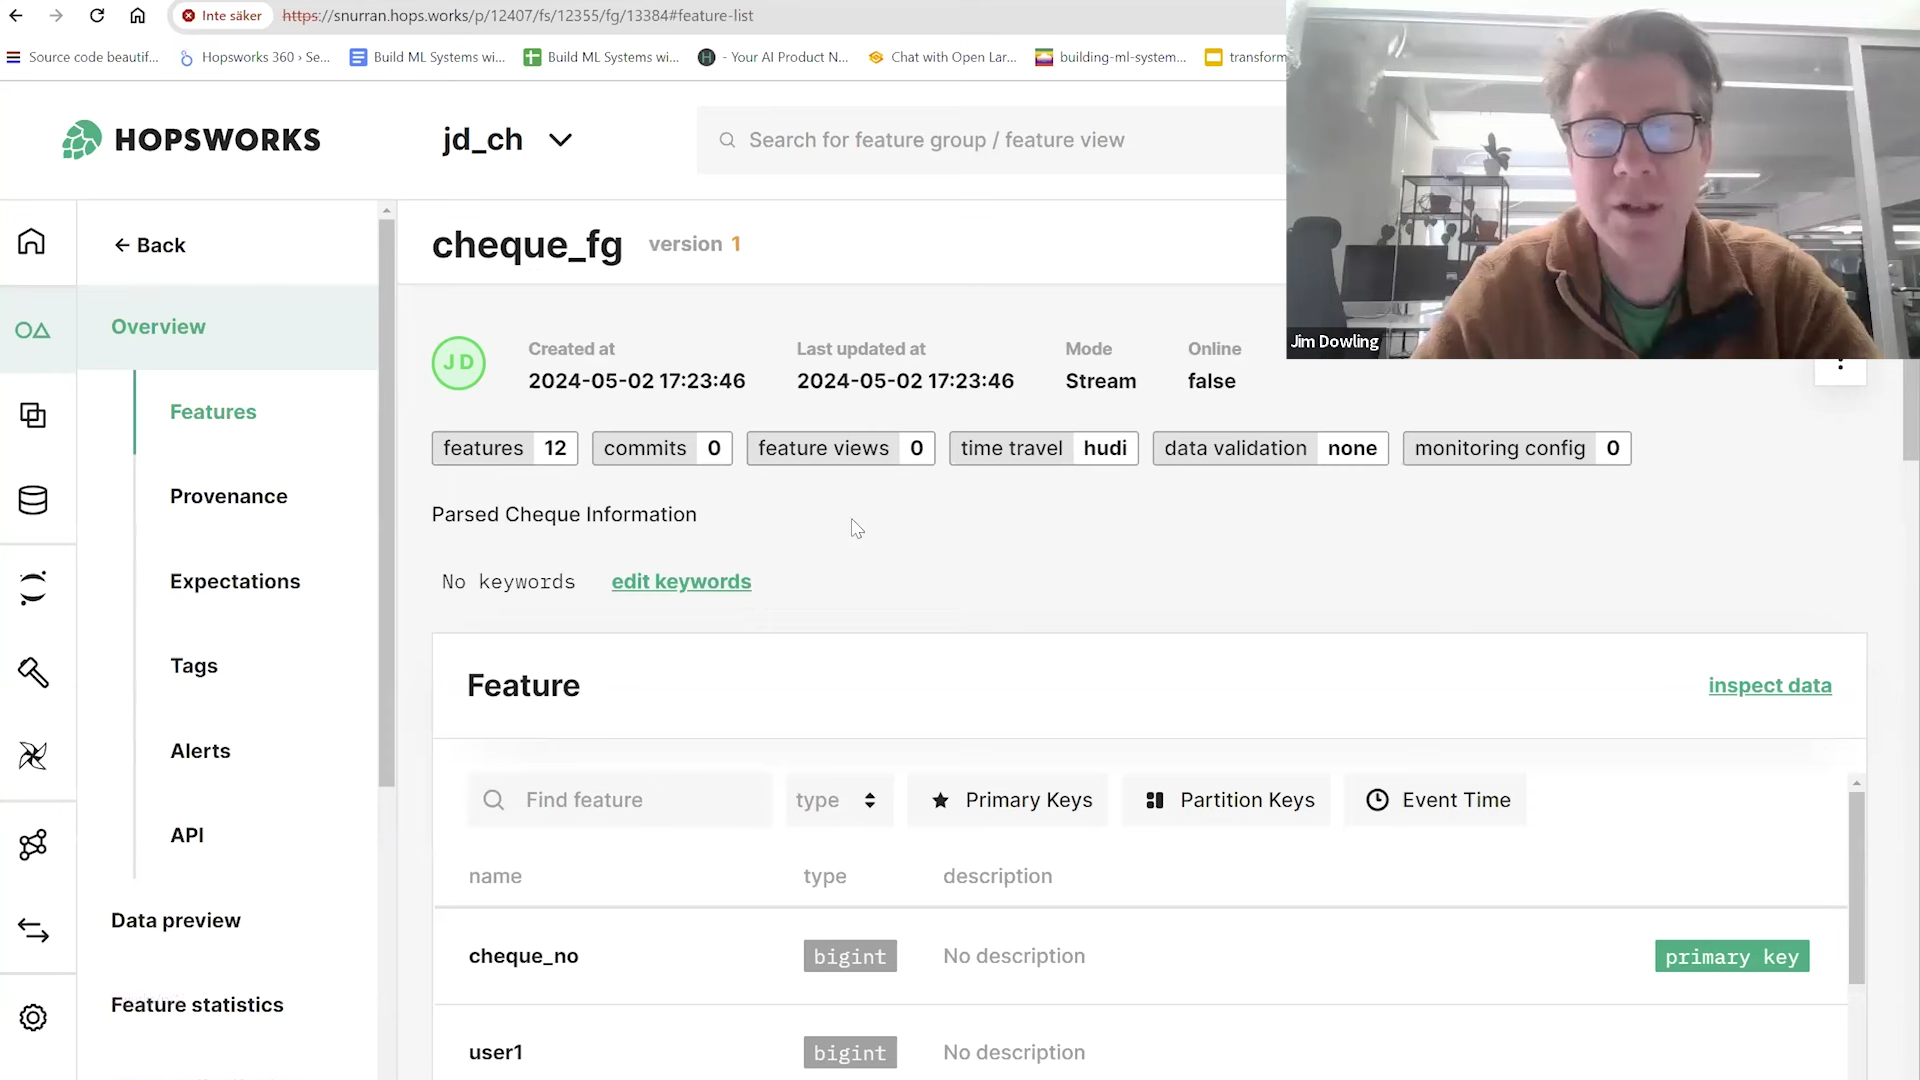 Inte säker https://snurran.hops.works/p/12407/fs/12355/fg/13384#feature-list
Source code beautif... Hopsworks 360 › Se... Build ML Systems wi... Build ML Systems wi... - Your AI Product N... Chat with Open Lar... building-ml-system... transform
HOPSWORKS jd_ch Search for feature group / feature view
Jim Dowling
← Back
Overview
Features
Provenance
Expectations
Tags
Alerts
API
Data preview
Feature statistics
cheque_fg version 1
JD
Created at Last updated at Mode Online
2024-05-02 17:23:46 2024-05-02 17:23:46 Stream false
features 12 commits 0 feature views 0 time travel hudi data validation none monitoring config 0
Parsed Cheque Information
No keywords edit keywords
Feature inspect data
Find feature type Primary Keys Partition Keys Event Time
name type description
cheque_no bigint No description primary key
user1 bigint No description